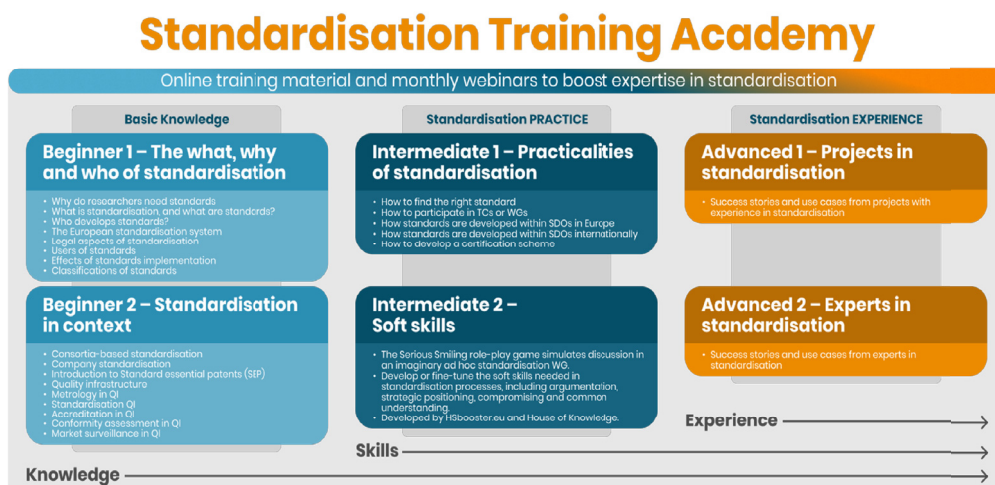 Standardisation Training Academy
Online training material and monthly webinars to boost expertise in standardisation
Basic Knowledge
Beginner 1 – The what, why
and who of standardisation
• Why do researchers need standards
• What is standardisation, and what are standards?
• Who develops standards?
• The European standardisation system
• Legal aspects of standardisation
• Users of standards
• Effects of standards implementation
• Classifications of standards
Beginner 2 – Standardisation
in context
• Consortia-based standardisation
• Company standardisation
• Introduction to Standard essential patents (SEP)
• Quality infrastructure
• Metrology in QI
• Standardisation QI
• Accreditation in QI
• Conformity assessment in QI
• Market surveillance in QI
Standardisation PRACTICE
Intermediate 1 – Practicalities
of standardisation
• How to find the right standard
• How to participate in TCs or WGs
• How standards are developed within SDOs in Europe
• How standards are developed within SDOs internationally
• How to develop a certification scheme
Intermediate 2 –
Soft skills
• The Serious Smiling role-play game simulates discussion in
an imaginary ad hoc standardisation WG.
• Develop or fine-tune the soft skills needed in
standardisation processes, including argumentation,
strategic positioning, compromising and common
understanding.
• Developed by HSbooster.eu and House of Knowledge.
Standardisation EXPERIENCE
Advanced 1 – Projects in
standardisation
• Success stories and use cases from projects with
experience in standardisation
Advanced 2 – Experts in
standardisation
• Success stories and use cases from experts in
standardisation
Experience
Skills
Knowledge